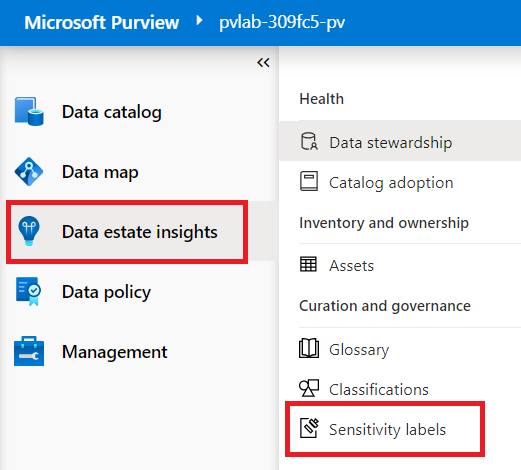 Microsoft Purview ▸ pvlab-309fc5-pv
Data catalog
Data map
Data estate insights
Data policy
Management
Health
Data stewardship
Catalog adoption
Inventory and ownership
Assets
Curation and governance
Glossary
Classifications
Sensitivity labels